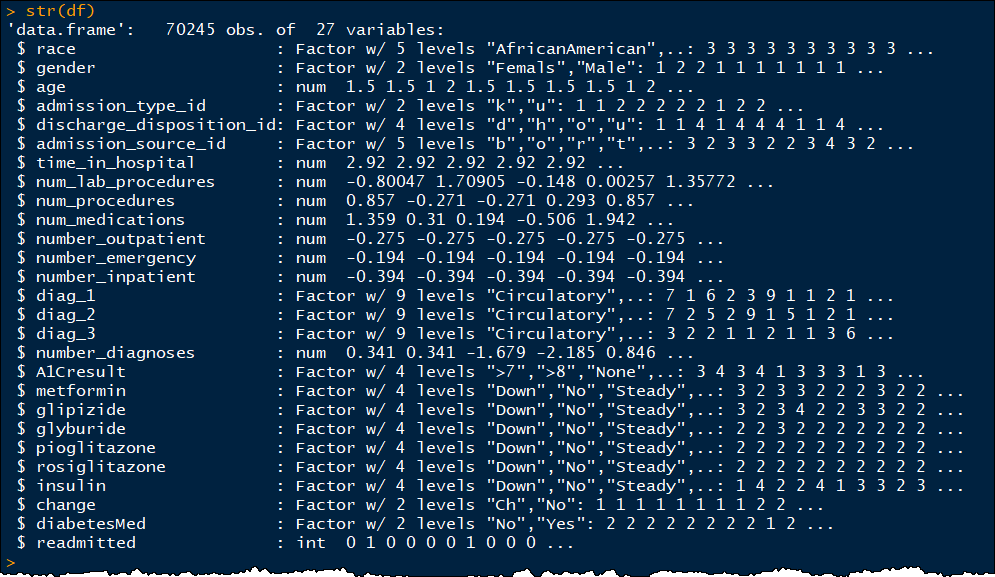 > str(df)
'data.frame':   70245 obs. of  27 variables:
 $ race                    : Factor w/ 5 levels "AfricanAmerican",..: 3 3 3 3 3 3 3 3 3 3 ...
 $ gender                  : Factor w/ 2 levels "Femals","Male": 1 2 2 1 1 1 1 1 1 1 ...
 $ age                     : num  1.5 1.5 1 2 1.5 1.5 1.5 1.5 1 2 ...
 $ admission_type_id       : Factor w/ 2 levels "k","u": 1 1 2 2 2 2 2 1 2 2 ...
 $ discharge_disposition_id: Factor w/ 4 levels "d","h","o","u": 1 1 4 1 4 4 4 1 1 4 ...
 $ admission_source_id     : Factor w/ 5 levels "b","o","r","t",..: 3 2 3 3 2 2 3 4 3 2 ...
 $ time_in_hospital        : num  2.92 2.92 2.92 2.92 2.92 ...
 $ num_lab_procedures      : num  -0.80047 1.70905 -0.148 0.00257 1.35772 ...
 $ num_procedures          : num  0.857 -0.271 -0.271 0.293 0.857 ...
 $ num_medications         : num  1.359 0.31 0.194 -0.506 1.942 ...
 $ number_outpatient       : num  -0.275 -0.275 -0.275 -0.275 -0.275 ...
 $ number_emergency        : num  -0.194 -0.194 -0.194 -0.194 -0.194 ...
 $ number_inpatient        : num  -0.394 -0.394 -0.394 -0.394 -0.394 ...
 $ diag_1                  : Factor w/ 9 levels "Circulatory",..: 7 1 6 2 3 9 1 1 2 1 ...
 $ diag_2                  : Factor w/ 9 levels "Circulatory",..: 7 2 5 2 9 1 5 1 2 1 ...
 $ diag_3                  : Factor w/ 9 levels "Circulatory",..: 3 2 2 1 1 2 1 1 3 6 ...
 $ number_diagnoses        : num  0.341 0.341 -1.679 -2.185 0.846 ...
 $ A1Cresult               : Factor w/ 4 levels ">7",">8","None",..: 3 4 3 4 1 3 3 3 1 3 ...
 $ metformin               : Factor w/ 4 levels "Down","No","Steady",..: 3 2 3 3 2 2 2 3 2 2 ...
 $ glipizide               : Factor w/ 4 levels "Down","No","Steady",..: 3 2 3 4 2 2 3 3 2 2 ...
 $ glyburide               : Factor w/ 4 levels "Down","No","Steady",..: 2 2 3 2 2 2 2 3 2 2 ...
 $ pioglitazone            : Factor w/ 4 levels "Down","No","Steady",..: 2 2 2 2 2 2 2 2 2 2 ...
 $ rosiglitazone           : Factor w/ 4 levels "Down","No","Steady",..: 2 2 2 2 2 2 2 2 2 2 ...
 $ insulin                 : Factor w/ 4 levels "Down","No","Steady",..: 1 4 2 2 4 1 3 3 2 3 ...
 $ change                  : Factor w/ 2 levels "Ch","No": 1 1 1 1 1 1 1 1 2 2 ...
 $ diabetesMed             : Factor w/ 2 levels "No","Yes": 2 2 2 2 2 2 2 2 1 2 ...
 $ readmitted              : int  0 1 0 0 0 0 1 0 0 0 ...
>